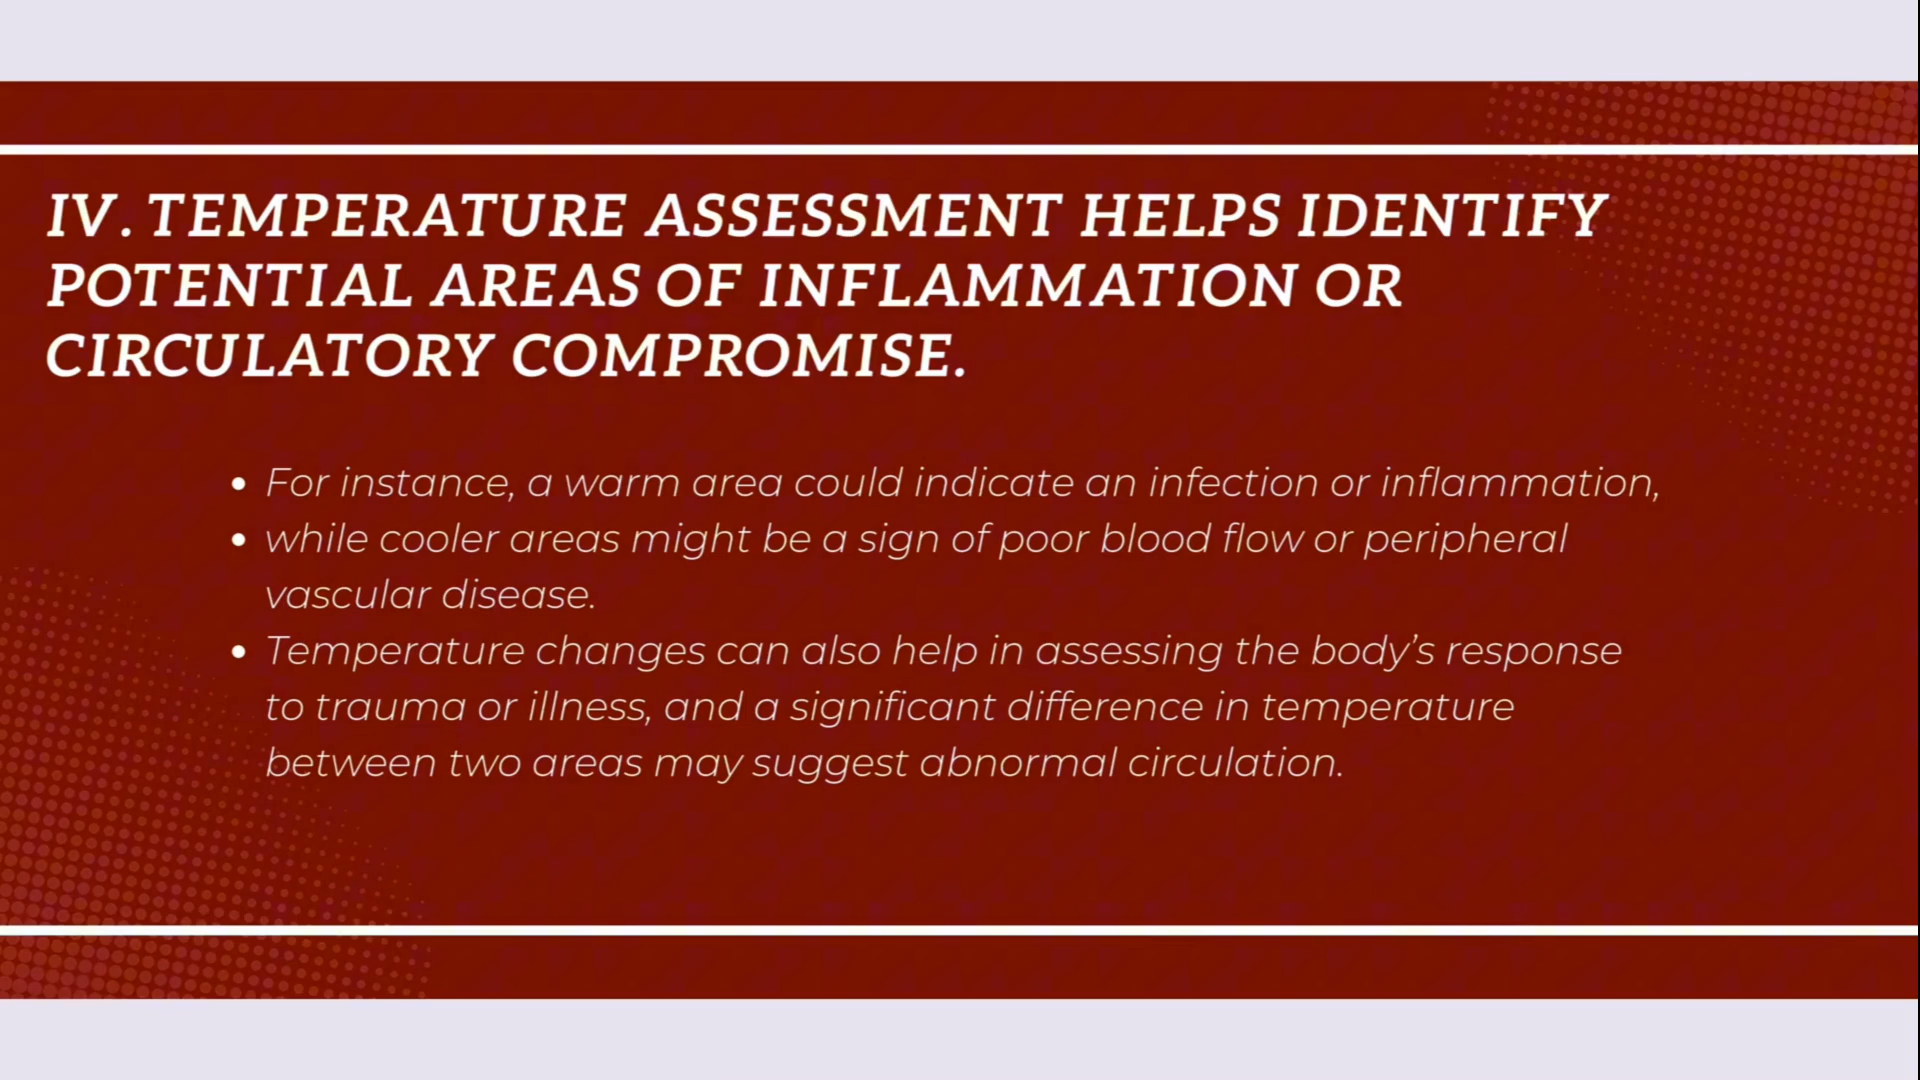 IV. TEMPERATURE ASSESSMENT HELPS IDENTIFY
POTENTIAL AREAS OF INFLAMMATION OR
CIRCULATORY COMPROMISE.
• For instance, a warm area could indicate an infection or inflammation,
• while cooler areas might be a sign of poor blood flow or peripheral
vascular disease.
• Temperature changes can also help in assessing the body’s response
to trauma or illness, and a significant difference in temperature
between two areas may suggest abnormal circulation.